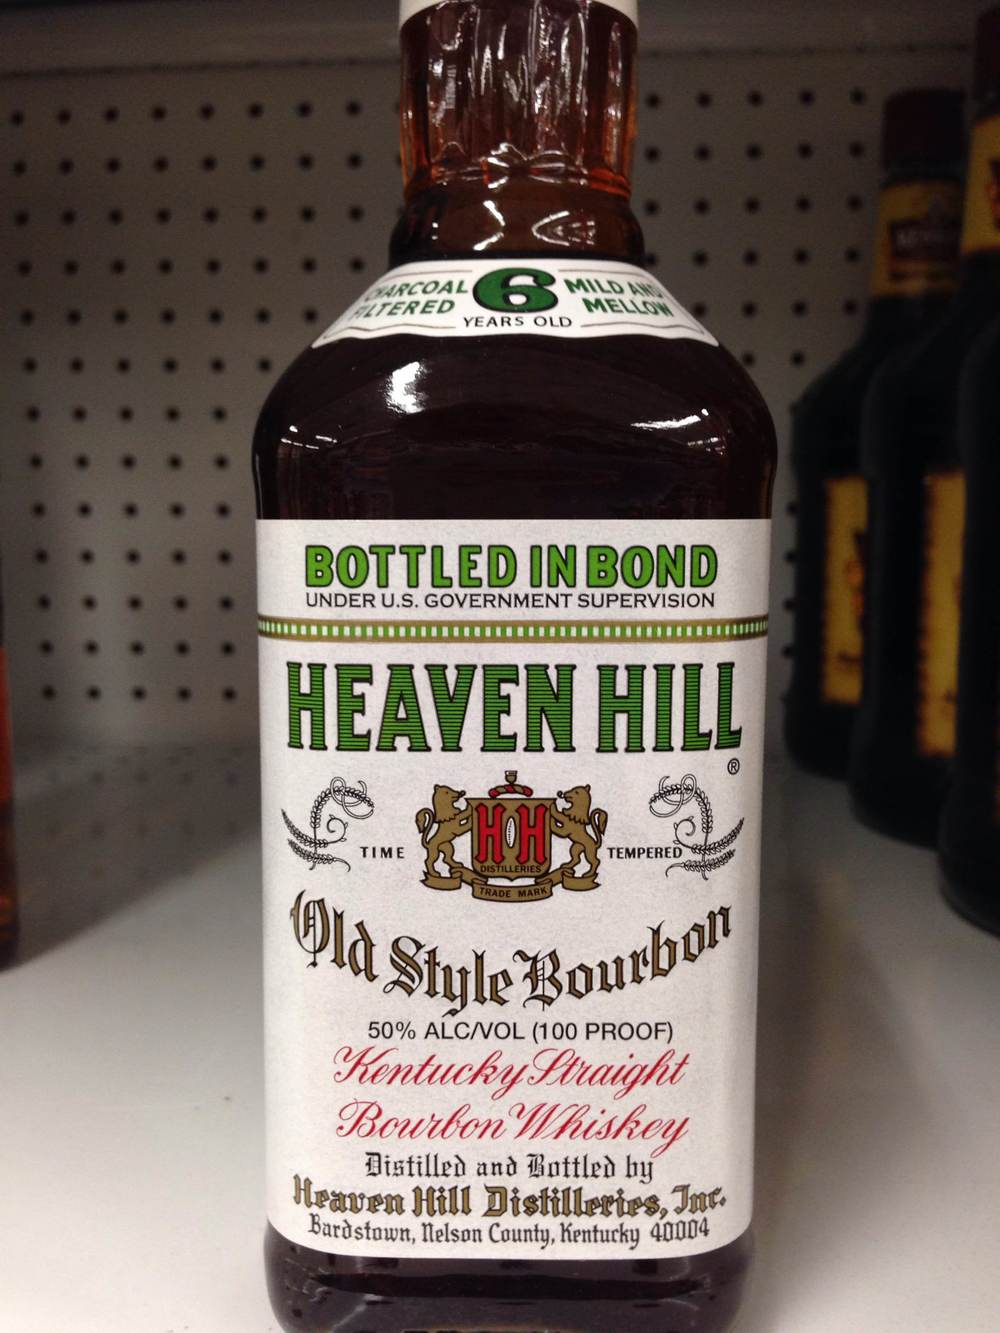 CHARCOAL FILTERED
6
YEARS OLD
MILD AND MELLOW
BOTTLED IN BOND
UNDER U.S. GOVERNMENT SUPERVISION
HEAVEN HILL
®
TIME
H H
DISTILLERIES
TRADE MARK
TEMPERED
Old Style Bourbon
50% ALC/VOL (100 PROOF)
Kentucky Straight
Bourbon Whiskey
Distilled and Bottled by
Heaven Hill Distilleries, Inc.
Bardstown, Nelson County, Kentucky 40004